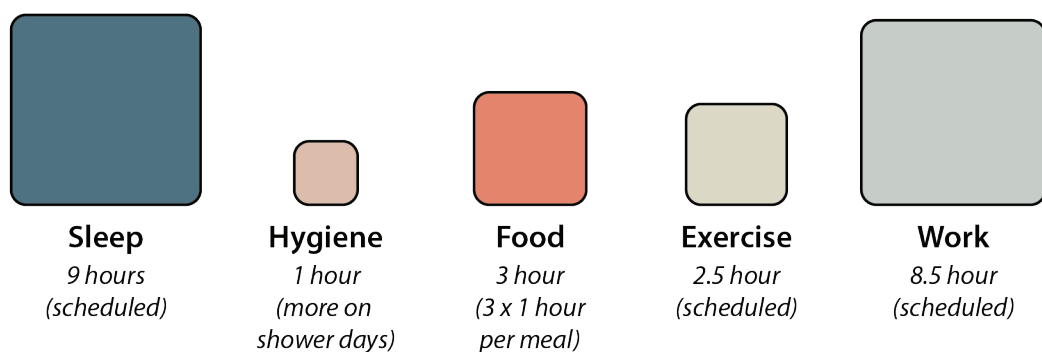 Sleep
9 hours
(scheduled)
Hygiene
1 hour
(more on
shower days)
Food
3 hour
(3 x 1 hour
per meal)
Exercise
2.5 hour
(scheduled)
Work
8.5 hour
(scheduled)